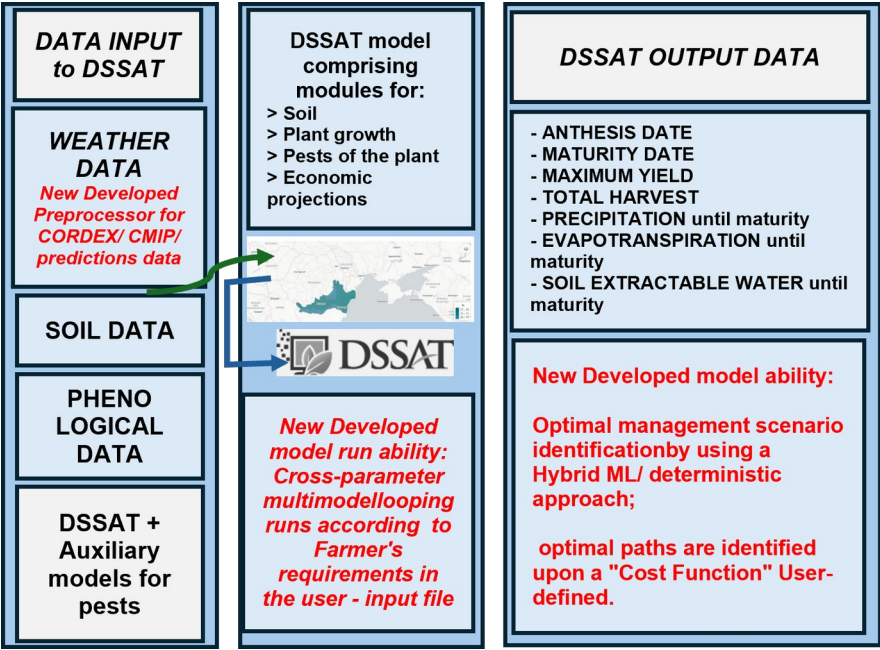 DATA INPUT
to DSSAT
WEATHER
DATA
New Developed
Preprocessor for
CORDEX/ CMIP/
predictions data
SOIL DATA
PHENO
LOGICAL
DATA
DSSAT +
Auxiliary
models for
pests
DSSAT model
comprising
modules for:
> Soil
> Plant growth
> Pests of the plant
> Economic
projections
DSSAT
New Developed
model run ability:
Cross-parameter
multimodellooping
runs according to
Farmer's
requirements in
the user - input file
DSSAT OUTPUT DATA
- ANTHESIS DATE
- MATURITY DATE
- MAXIMUM YIELD
- TOTAL HARVEST
- PRECIPITATION until maturity
- EVAPOTRANSPIRATION until
maturity
- SOIL EXTRACTABLE WATER until
maturity
New Developed model ability:
Optimal management scenario
identificationby using a
Hybrid ML/ deterministic
approach;
optimal paths are identified
upon a "Cost Function" User-
defined.